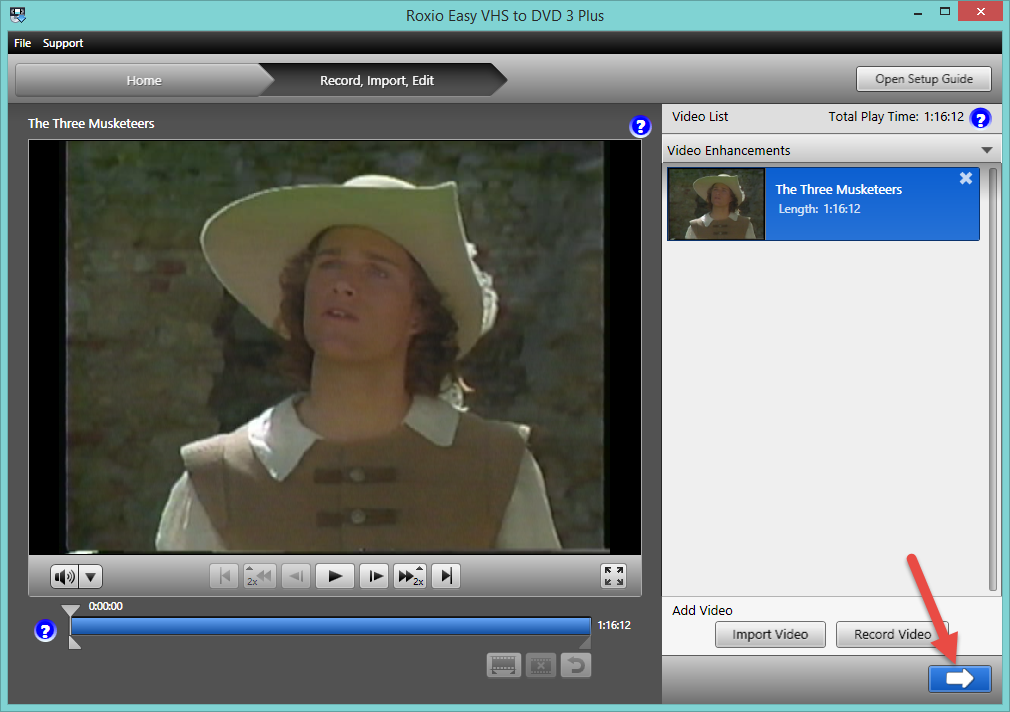 Roxio Easy VHS to DVD 3 Plus
File Support
Home
Record, Import, Edit
Open Setup Guide
The Three Musketeers
?
Video List
Total Play Time: 1:16:12
?
Video Enhancements
The Three Musketeers
Length: 1:16:12
2x
2x
0:00:00
?
1:16:12
Add Video
Import Video
Record Video